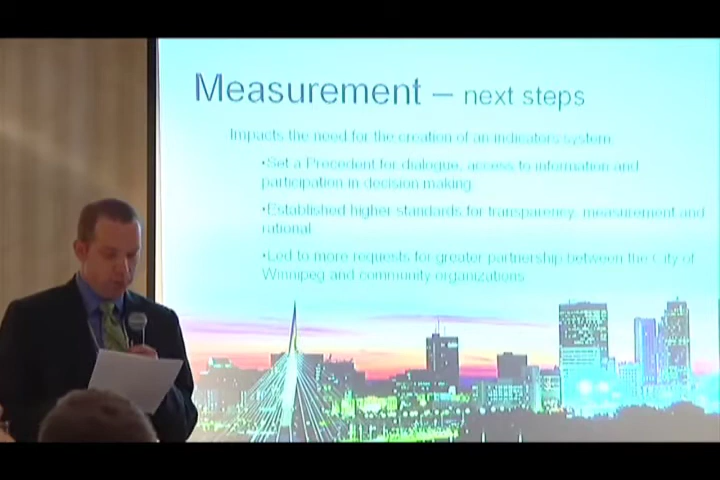 Measurement – next steps
Impacts the need for the creation of an indicators system:
•Set a Precedent for dialogue, access to information and
participation in decision making;
•Established higher standards for transparency, measurement and
rational
•Led to more requests for greater partnership between the City of
Winnipeg and community organizations